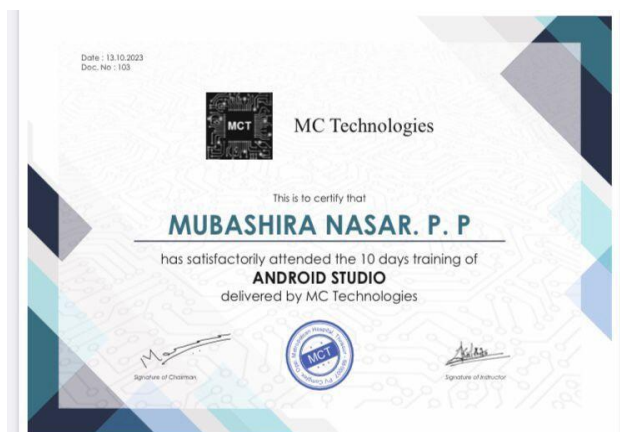 Date : 13.10.2023
Doc. No : 103
MCT
MC Technologies
This is to certify that
MUBASHIRA NASAR. P. P
has satisfactorily attended the 10 days training of
ANDROID STUDIO
delivered by MC Technologies
MCT
Signature of Chairman
Signature of Instructor